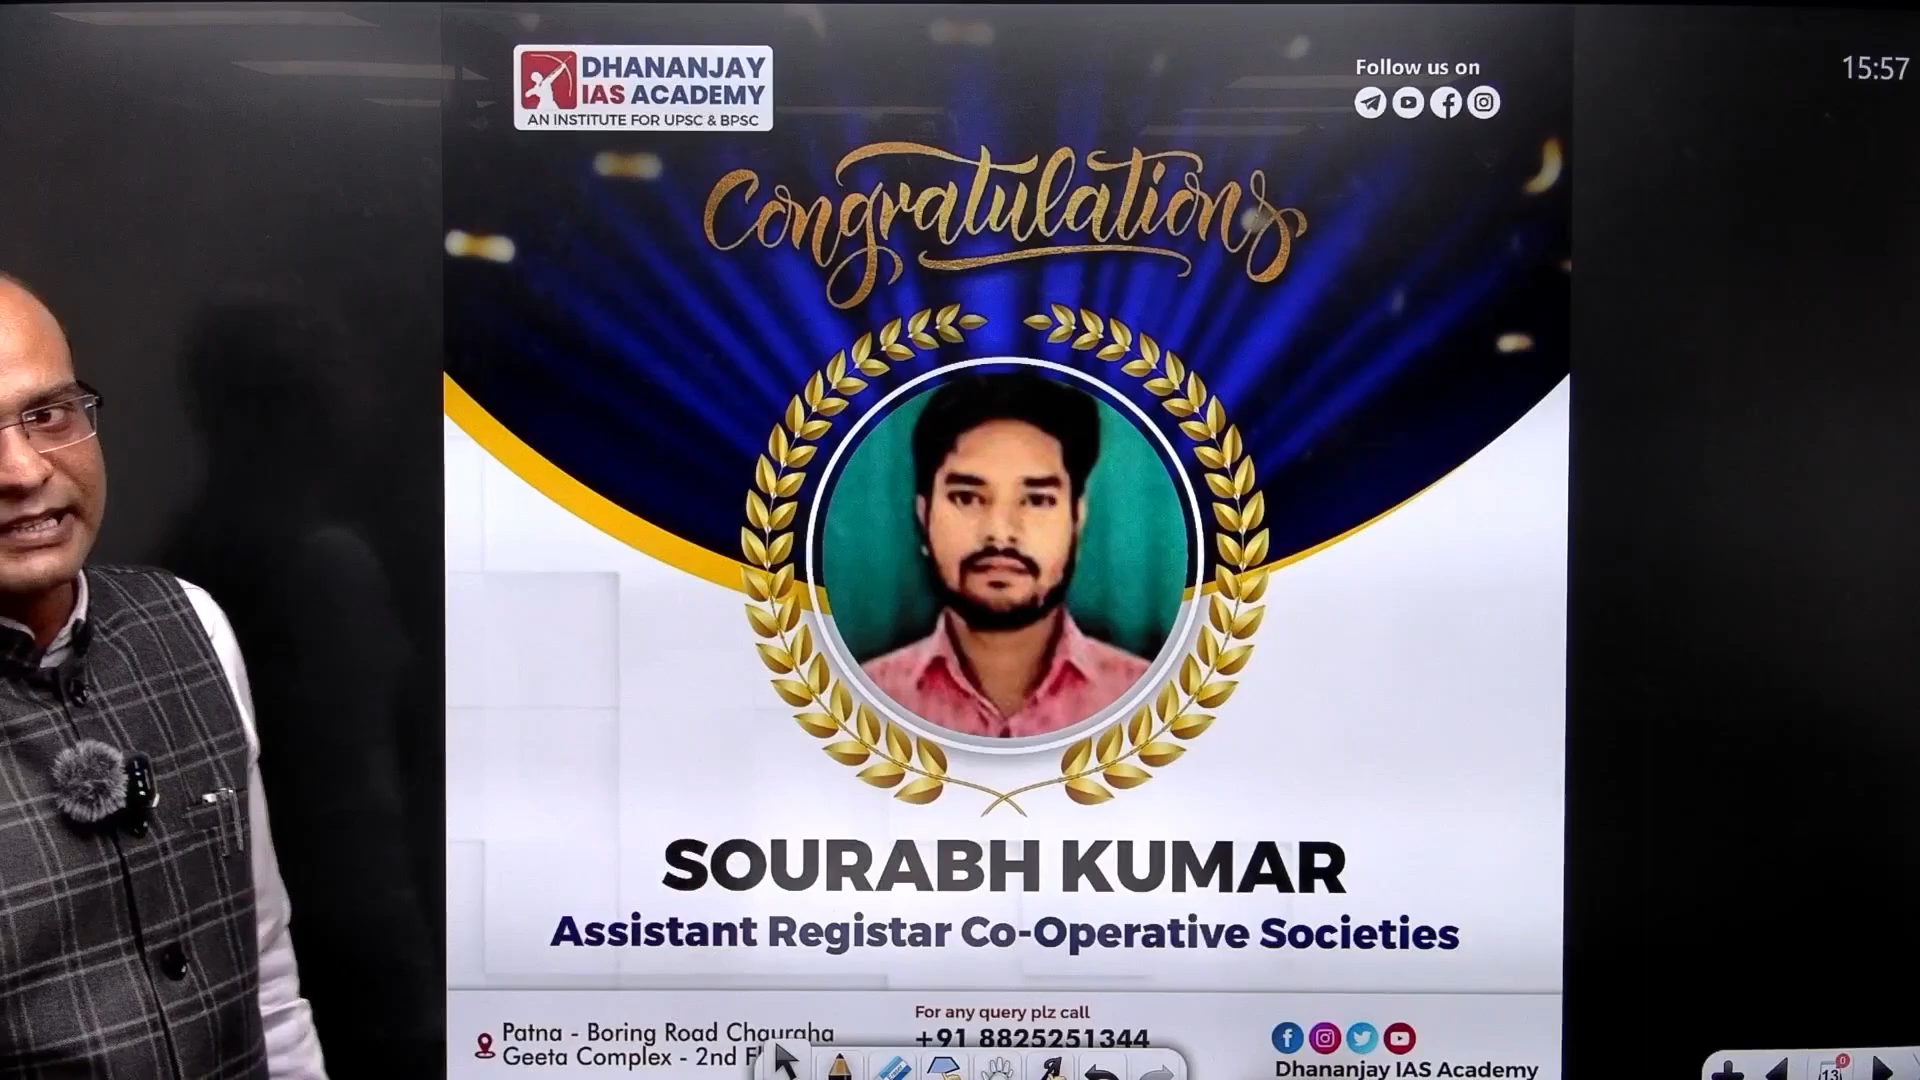 DHANANJAY
IAS ACADEMY
AN INSTITUTE FOR UPSC & BPSC
Follow us on
15:57
Congratulations
SOURABH KUMAR
Assistant Registar Co-Operative Societies
Patna - Boring Road Chauraha
Geeta Complex - 2nd
For any query plz call
+91 8825251344
Dhananjay IAS Academy
13
0